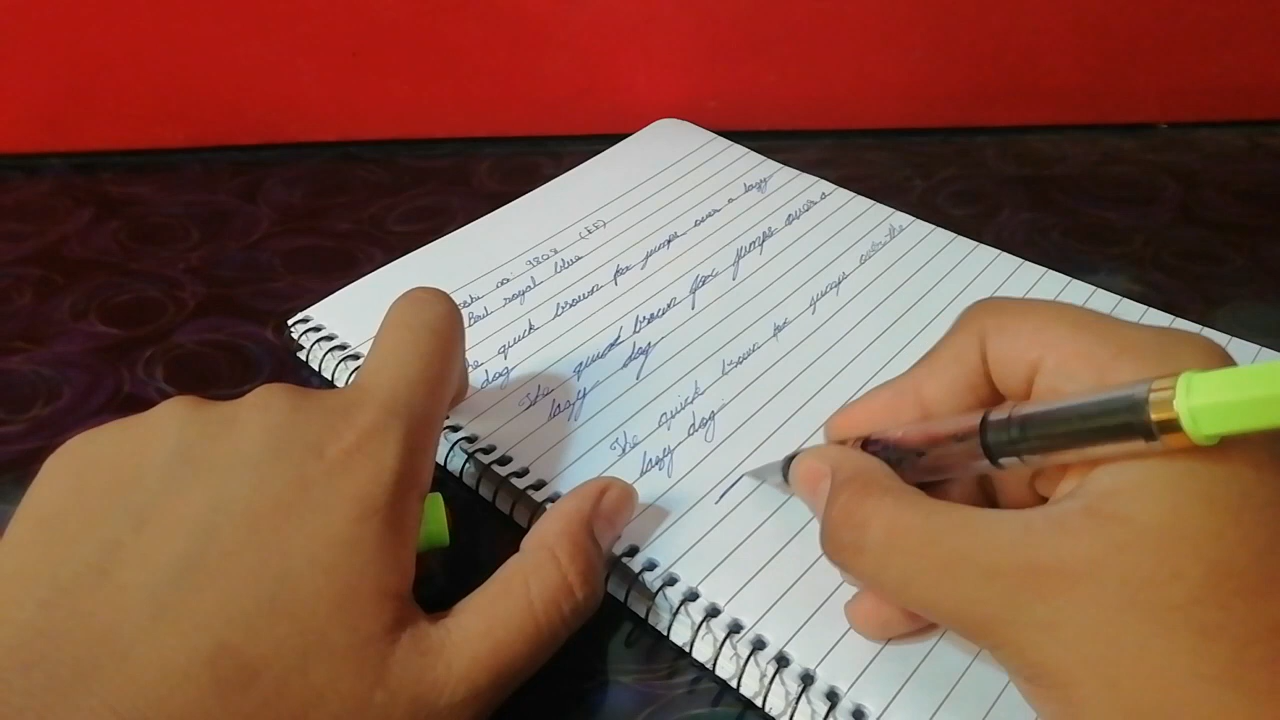 no: 9808 (EF)
royal blue
quick brown fox jumps over a lazy
dog
The quick brown fox jumps over a
lazy dog
The quick brown fox jumps over the
lazy dog.